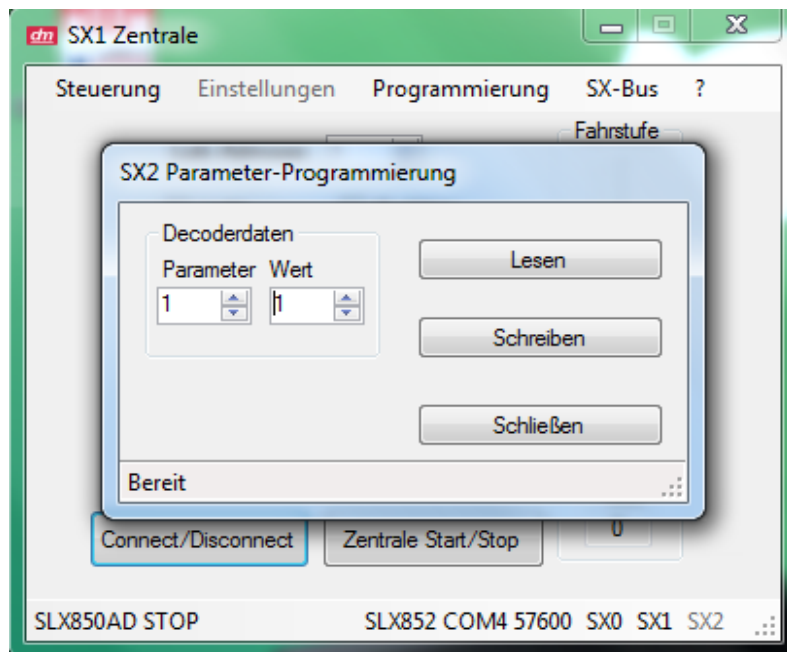 dn SX1 Zentrale
Steuerung Einstellungen Programmierung SX-Bus ?
Fahrstufe
SX2 Parameter-Programmierung
Decoderdaten
Parameter Wert
1 1
Lesen
Schreiben
Schließen
Bereit
Connect/Disconnect Zentrale Start/Stop 0
SLX850AD STOP SLX852 COM4 57600 SX0 SX1 SX2